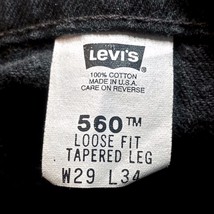 LEVI'S
100% COTTON
MADE IN U.S.A.
CARE ON REVERSE
560™
LOOSE FIT
TAPERED LEG
W29 L34